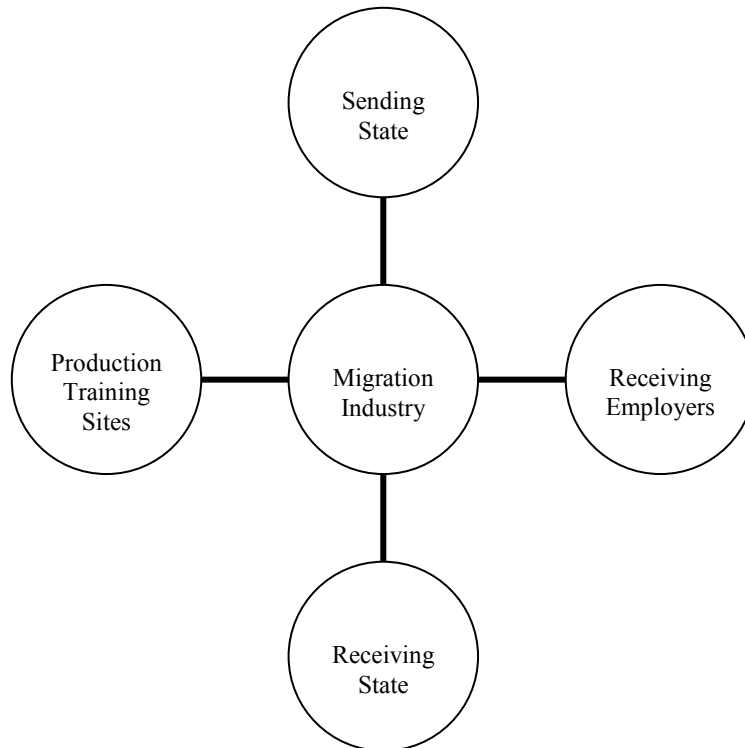 Sending
State
Production
Training
Sites
Migration
Industry
Receiving
Employers
Receiving
State